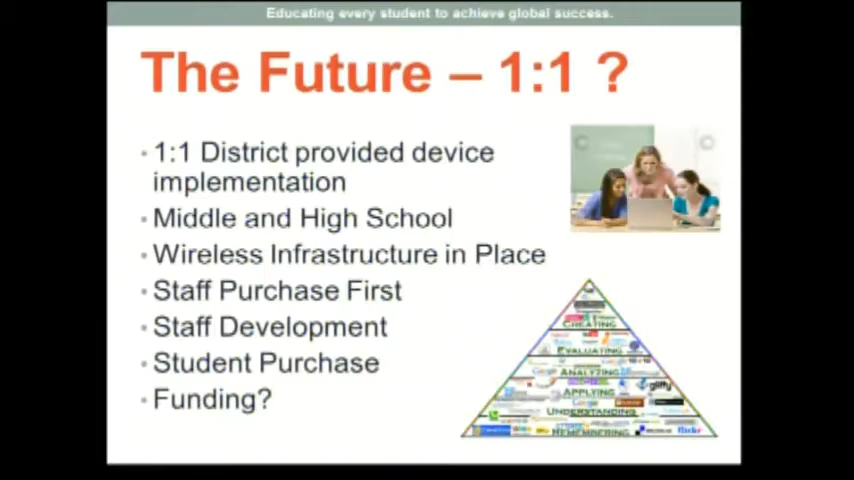 Educating every student to achieve global success.
The Future – 1:1 ?
• 1:1 District provided device
implementation
• Middle and High School
• Wireless Infrastructure in Place
• Staff Purchase First
• Staff Development
• Student Purchase
• Funding?
CREATING
EVALUATING
ANALYZING
gliffy
APPLYING
UNDERSTANDING
REMEMBERING
flickr